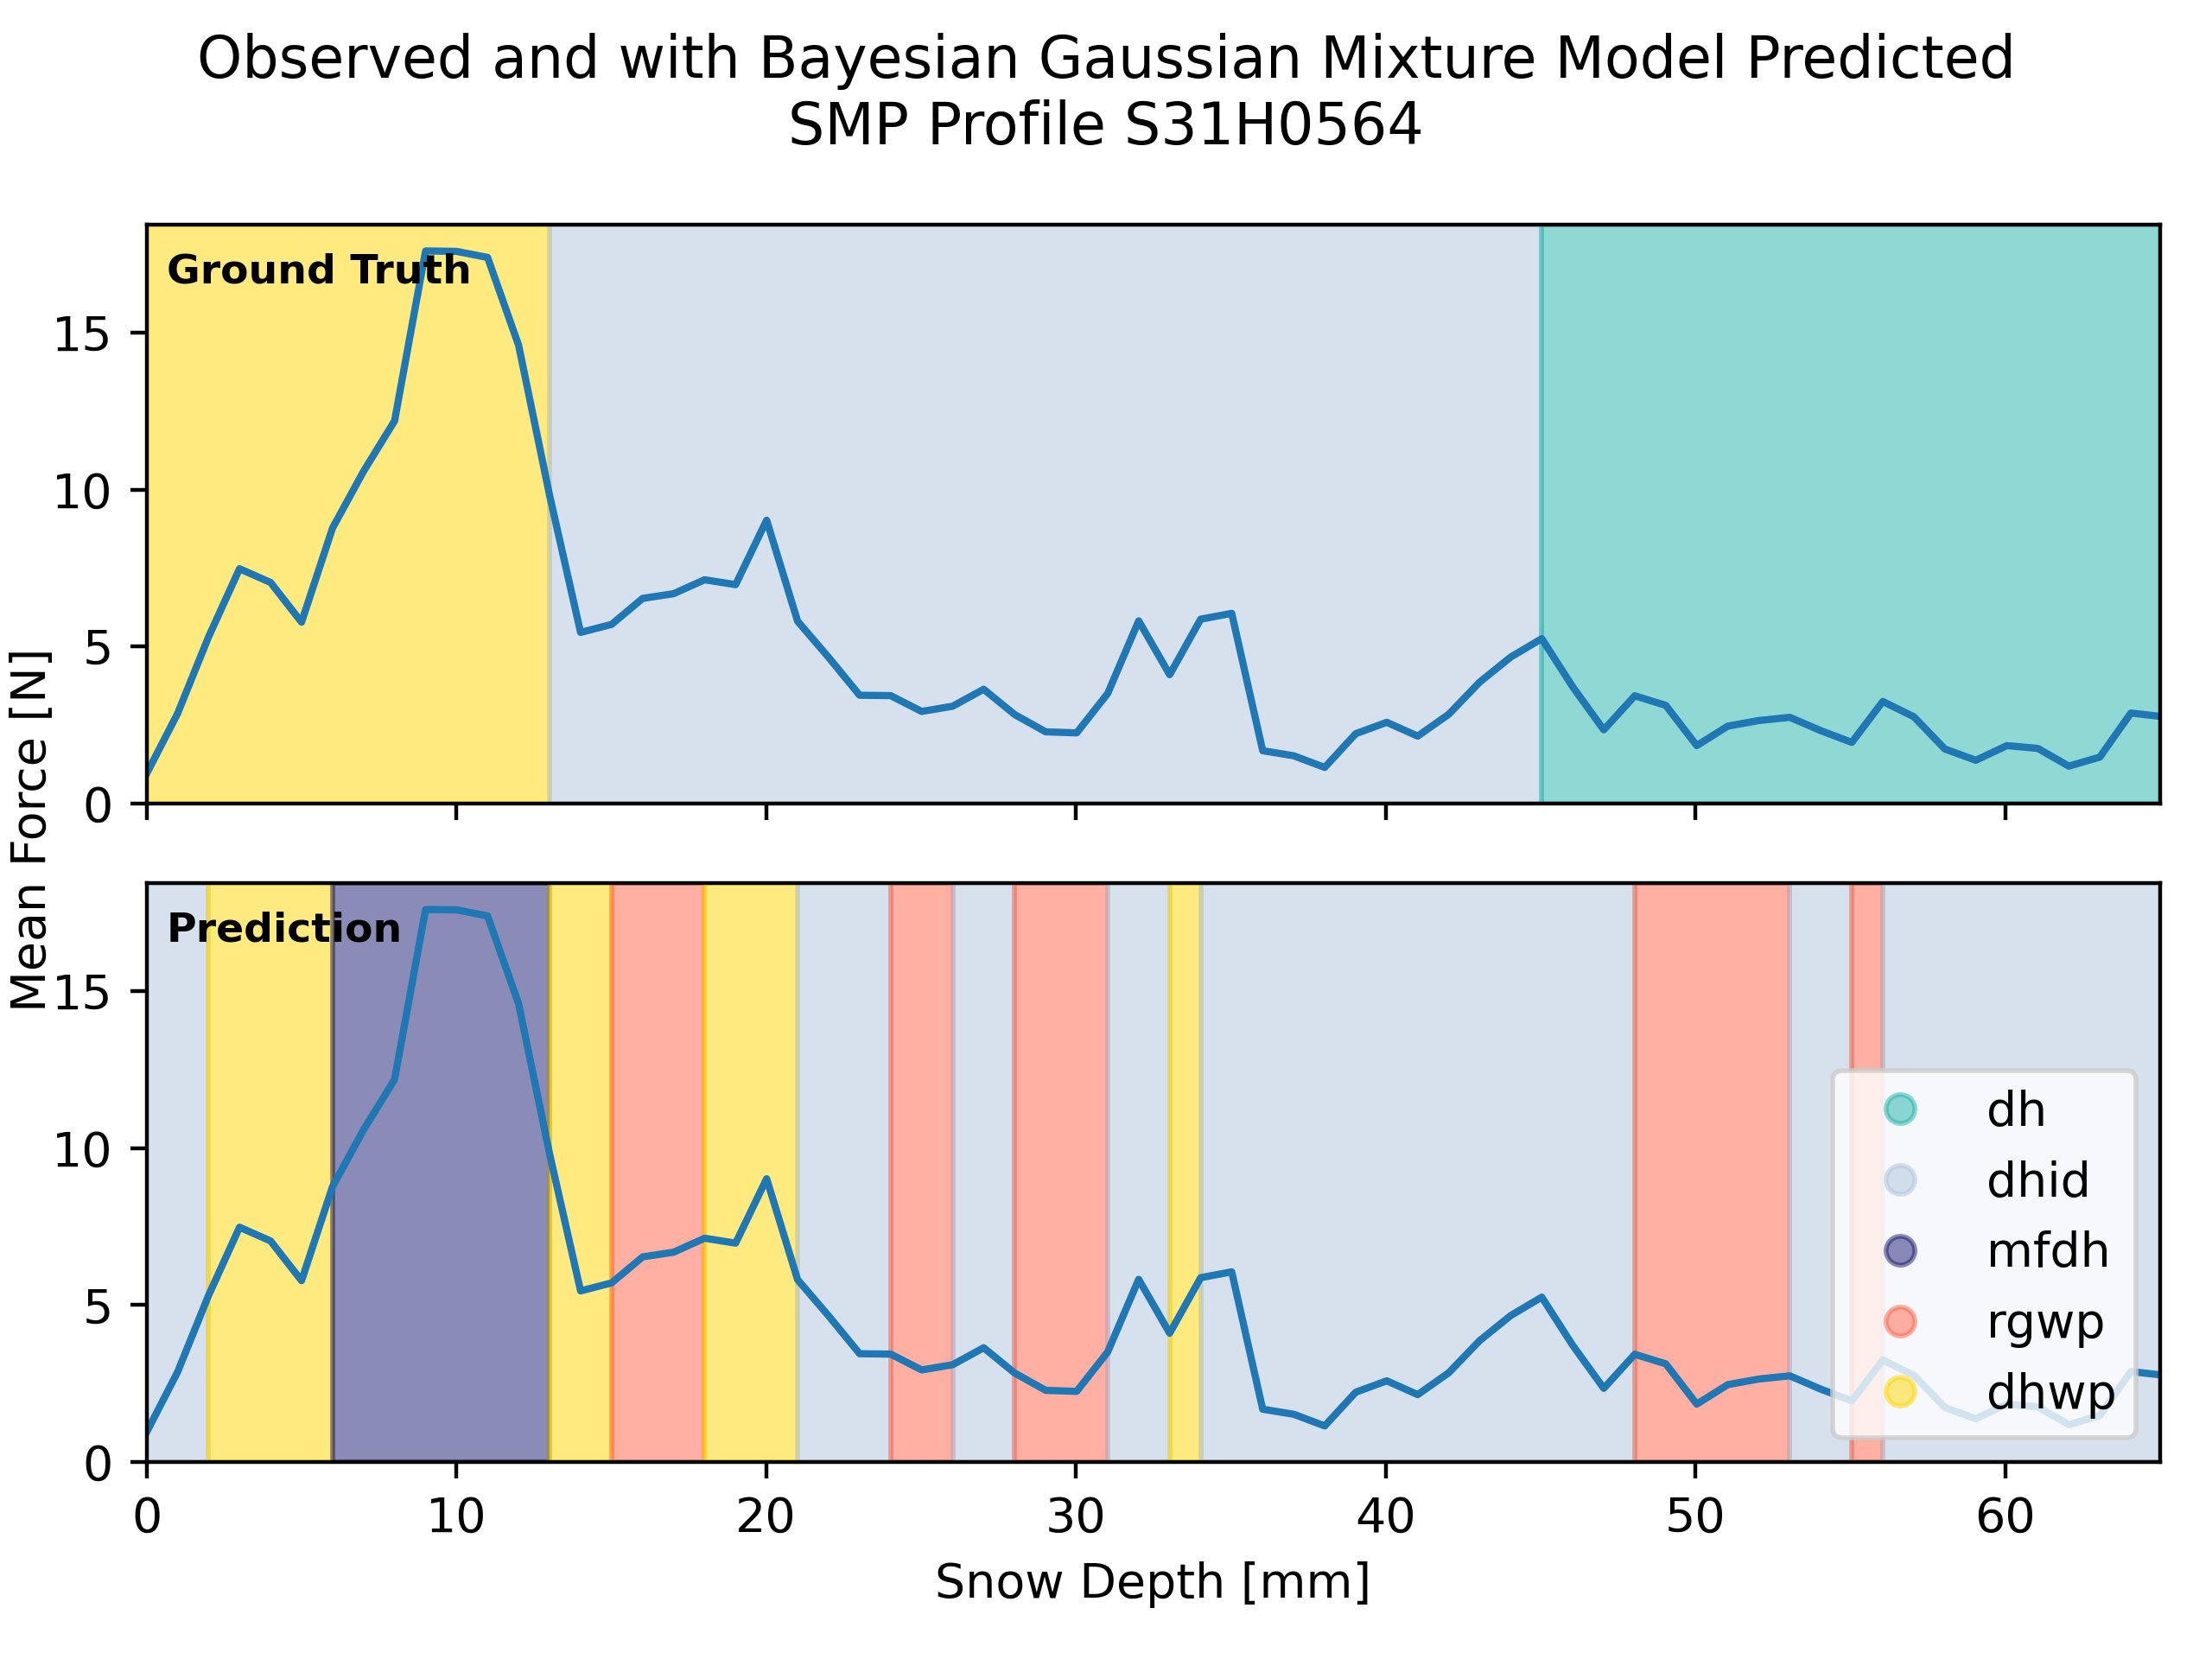 Observed and with Bayesian Gaussian Mixture Model Predicted
SMP Profile S31H0564
Ground Truth
15
10
5
0
Mean Force [N]
Prediction
15
10
5
0
dh
dhid
mfdh
rgwp
dhwp
0 10 20 30 40 50 60
Snow Depth [mm]